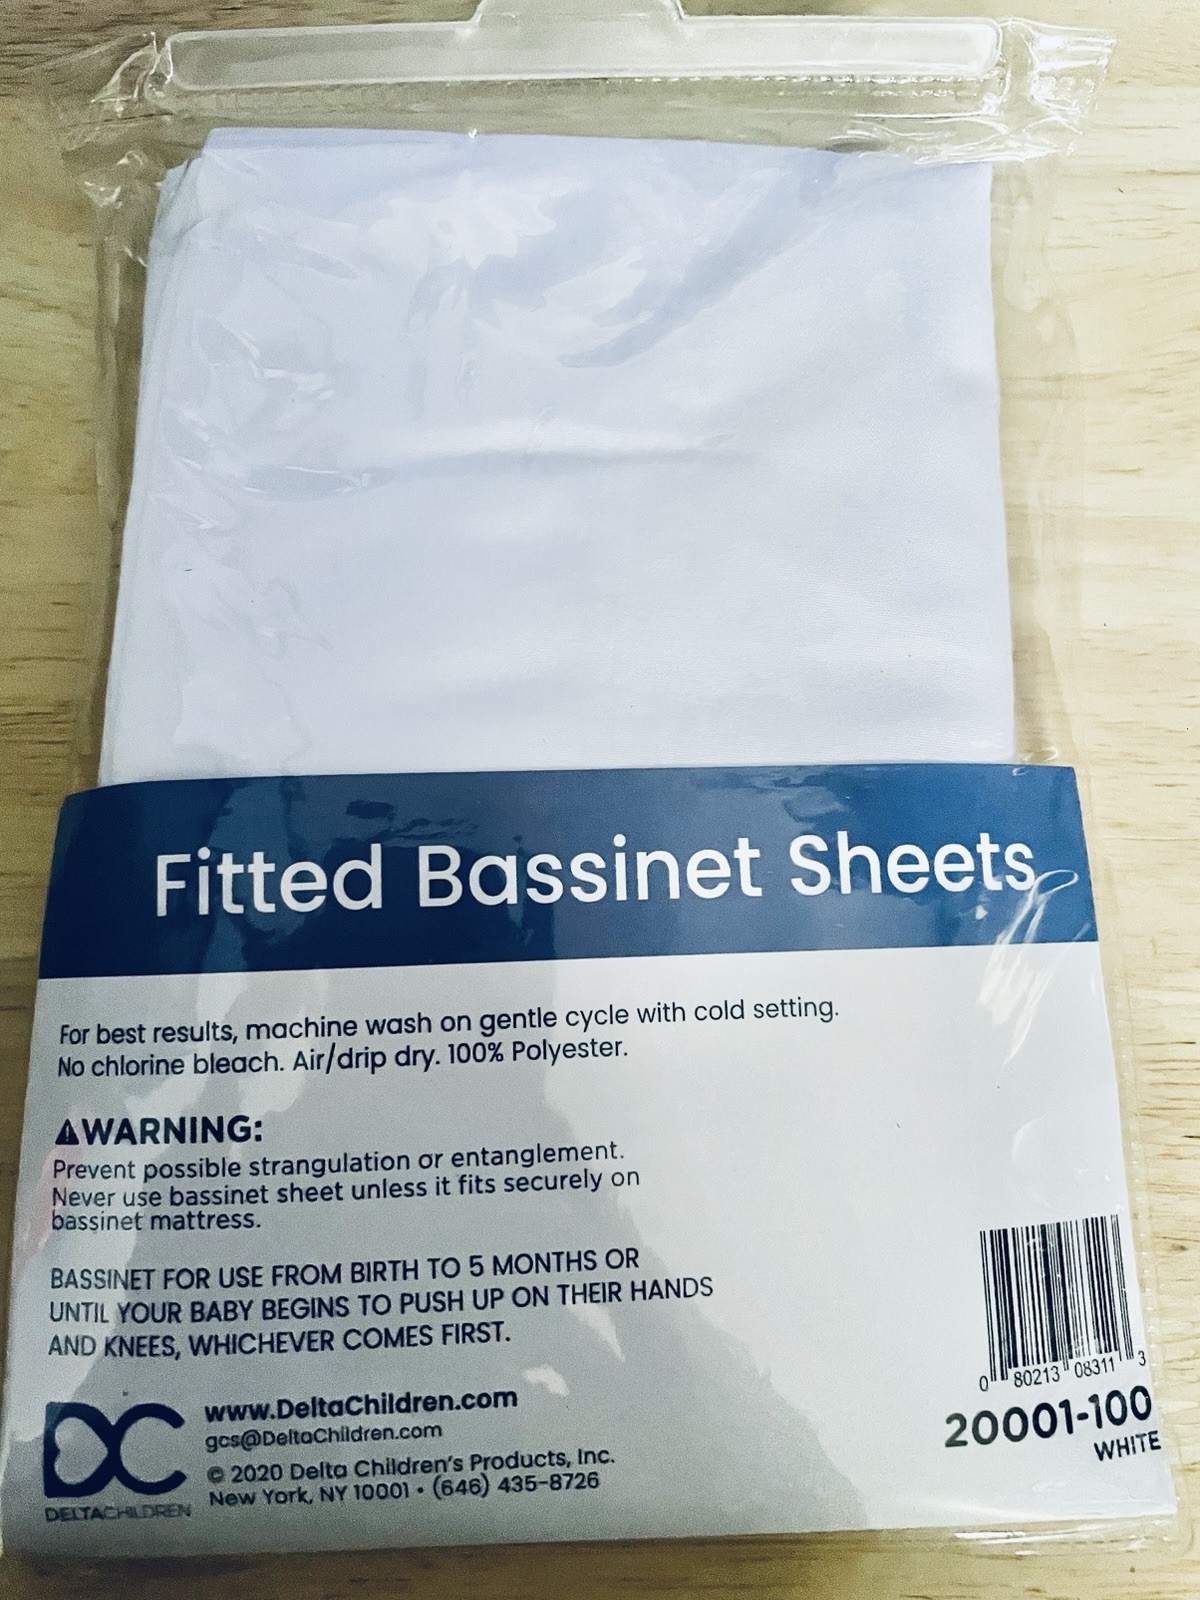 Fitted Bassinet Sheets
For best results, machine wash on gentle cycle with cold setting.
No chlorine bleach. Air/drip dry. 100% Polyester.
⚠WARNING:
Prevent possible strangulation or entanglement.
Never use bassinet sheet unless it fits securely on
bassinet mattress.
BASSINET FOR USE FROM BIRTH TO 5 MONTHS OR
UNTIL YOUR BABY BEGINS TO PUSH UP ON THEIR HANDS
AND KNEES, WHICHEVER COMES FIRST.
DC
DELTACHILDREN
www.DeltaChildren.com
gcs@DeltaChildren.com
© 2020 Delta Children's Products, Inc.
New York, NY 10001 • (646) 435-8726
0 80213 08311 3
20001-100
WHITE